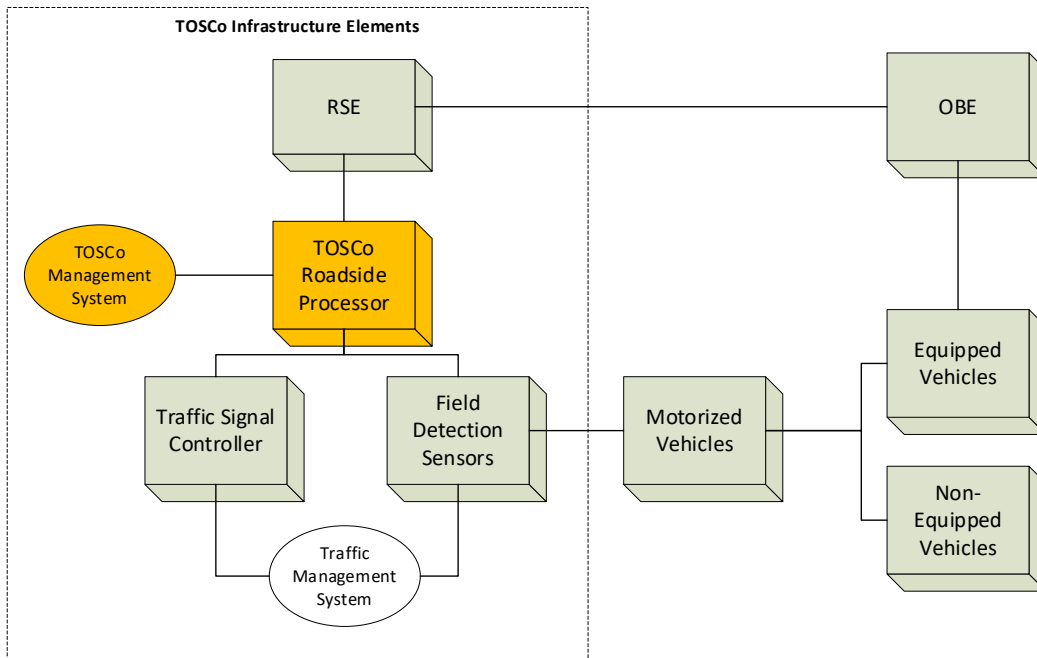 TOSCo Infrastructure Elements
RSE
OBE
TOSCo
Management
System
TOSCo
Roadside
Processor
Traffic Signal
Controller
Field
Detection
Sensors
Motorized
Vehicles
Equipped
Vehicles
Non-
Equipped
Vehicles
Traffic
Management
System